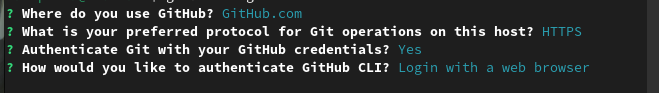 ? Where do you use GitHub? GitHub.com
? What is your preferred protocol for Git operations on this host? HTTPS
? Authenticate Git with your GitHub credentials? Yes
? How would you like to authenticate GitHub CLI? Login with a web browser